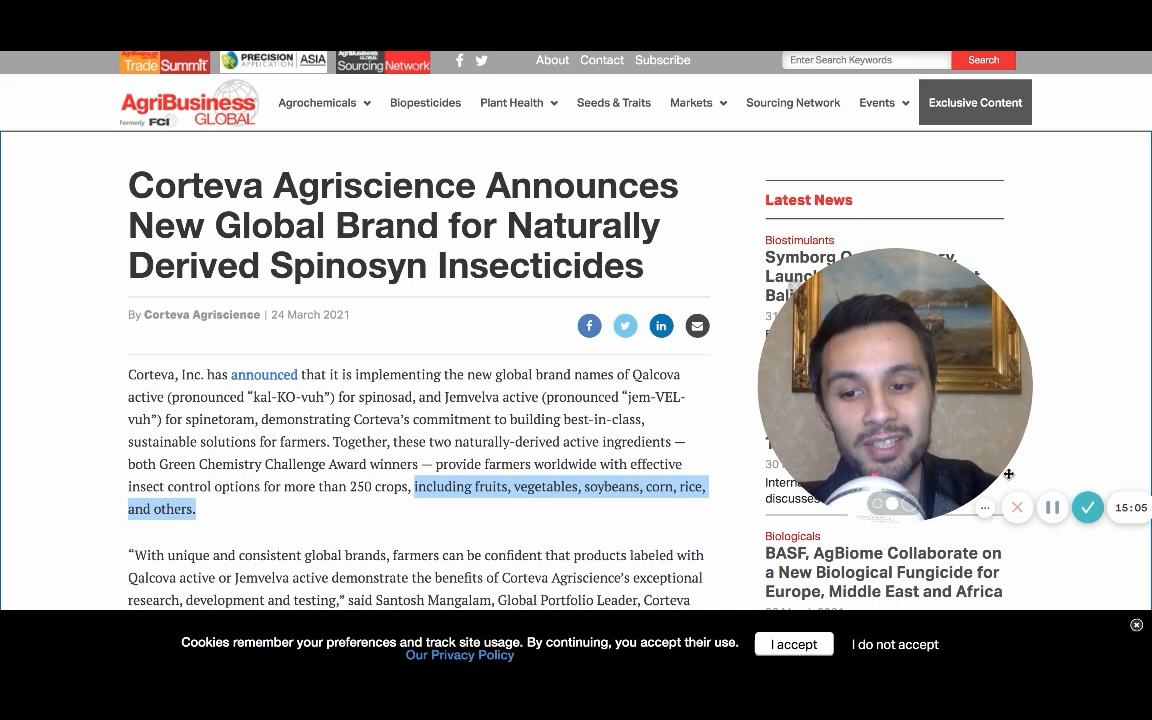 AgriBusiness GLOBAL
Trade Summit
PRECISION APPLICATION ASIA
AgriBusiness GLOBAL
Sourcing Network
About Contact Subscribe
Enter Search Keywords
Search
AgriBusiness
GLOBAL
Formerly FCI
Agrochemicals Biopesticides Plant Health Seeds & Traits Markets Sourcing Network Events Exclusive Content
Corteva Agriscience Announces
New Global Brand for Naturally
Derived Spinosyn Insecticides
By Corteva Agriscience | 24 March 2021
Corteva, Inc. has announced that it is implementing the new global brand names of Qalcova
active (pronounced “kal-KO-vuh”) for spinosad, and Jemvelva active (pronounced “jem-VEL-
vuh”) for spinetoram, demonstrating Corteva’s commitment to building best-in-class,
sustainable solutions for farmers. Together, these two naturally-derived active ingredients —
both Green Chemistry Challenge Award winners — provide farmers worldwide with effective
insect control options for more than 250 crops, including fruits, vegetables, soybeans, corn, rice,
and others.
“With unique and consistent global brands, farmers can be confident that products labeled with
Qalcova active or Jemvelva active demonstrate the benefits of Corteva Agriscience’s exceptional
research, development and testing,” said Santosh Mangalam, Global Portfolio Leader, Corteva
Latest News
Biostimulants
Symborg
discusses
15:05
Biologicals
BASF, AgBiome Collaborate on
a New Biological Fungicide for
Europe, Middle East and Africa
Cookies remember your preferences and track site usage. By continuing, you accept their use.
Our Privacy Policy
I accept
I do not accept